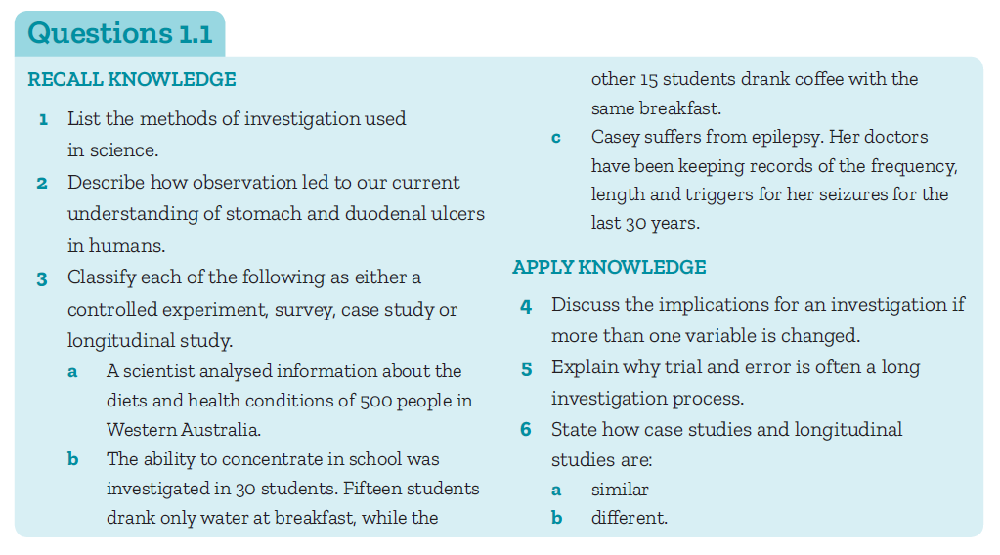 Questions 1.1
RECALL KNOWLEDGE
1 List the methods of investigation used
in science.
2 Describe how observation led to our current
understanding of stomach and duodenal ulcers
in humans.
3 Classify each of the following as either a
controlled experiment, survey, case study or
longitudinal study.
a A scientist analysed information about the
diets and health conditions of 500 people in
Western Australia.
b The ability to concentrate in school was
investigated in 30 students. Fifteen students
drank only water at breakfast, while the
other 15 students drank coffee with the
same breakfast.
c Casey suffers from epilepsy. Her doctors
have been keeping records of the frequency,
length and triggers for her seizures for the
last 30 years.
APPLY KNOWLEDGE
4 Discuss the implications for an investigation if
more than one variable is changed.
5 Explain why trial and error is often a long
investigation process.
6 State how case studies and longitudinal
studies are:
a similar
b different.